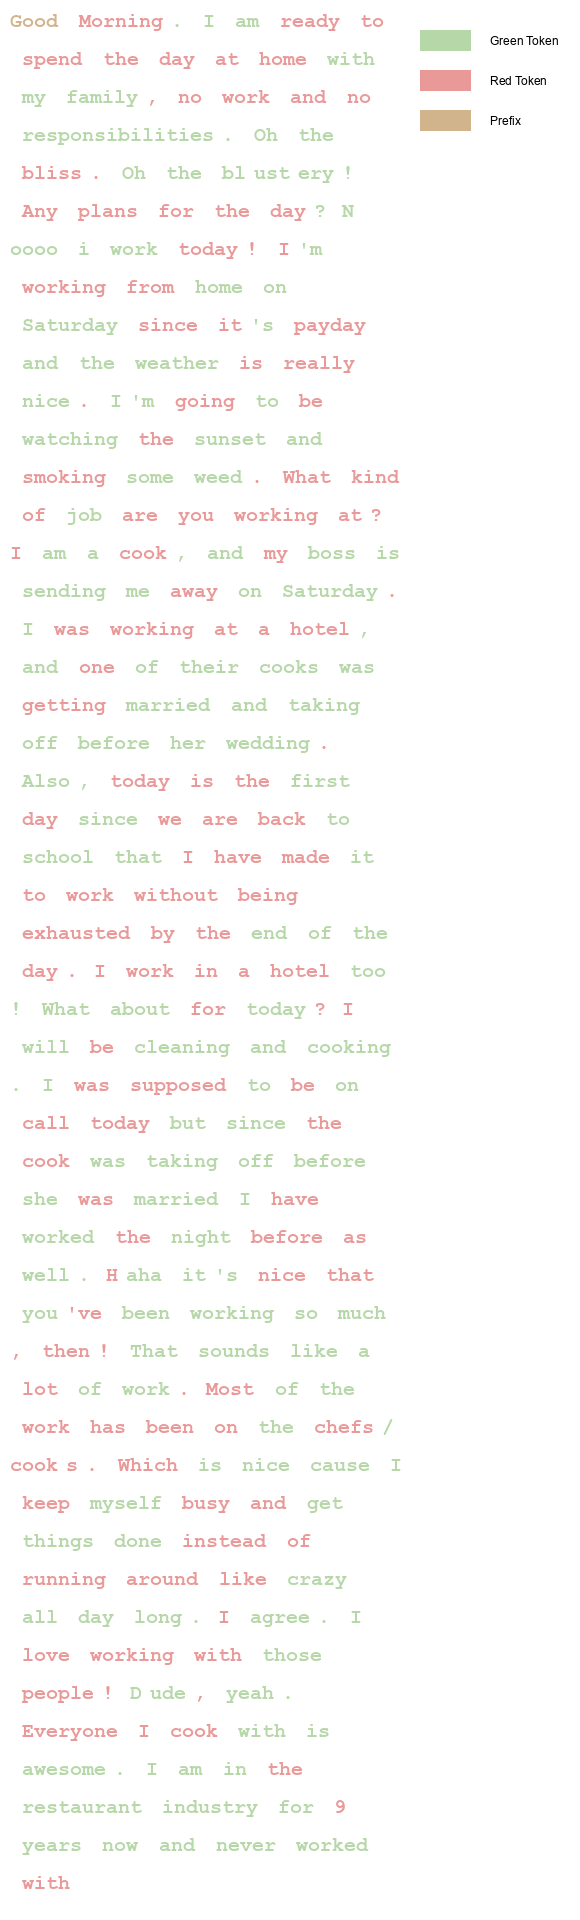 Good Morning . I am ready to
spend the day at home with
my family , no work and no
responsibilities . Oh the
bliss . Oh the bl ust ery !
Any plans for the day ? N
oooo i work today ! I 'm
working from home on
Saturday since it 's payday
and the weather is really
nice . I 'm going to be
watching the sunset and
smoking some weed . What kind
of job are you working at ?
I am a cook , and my boss is
sending me away on Saturday .
I was working at a hotel ,
and one of their cooks was
getting married and taking
off before her wedding .
Also , today is the first
day since we are back to
school that I have made it
to work without being
exhausted by the end of the
day . I work in a hotel too
! What about for today ? I
will be cleaning and cooking
. I was supposed to be on
call today but since the
cook was taking off before
she was married I have
worked the night before as
well . H aha it 's nice that
you 've been working so much
, then ! That sounds like a
lot of work . Most of the
work has been on the chefs /
cook s . Which is nice cause I
keep myself busy and get
things done instead of
running around like crazy
all day long . I agree . I
love working with those
people ! D ude , yeah .
Everyone I cook with is
awesome . I am in the
restaurant industry for 9
years now and never worked
with
Green Token
Red Token
Prefix